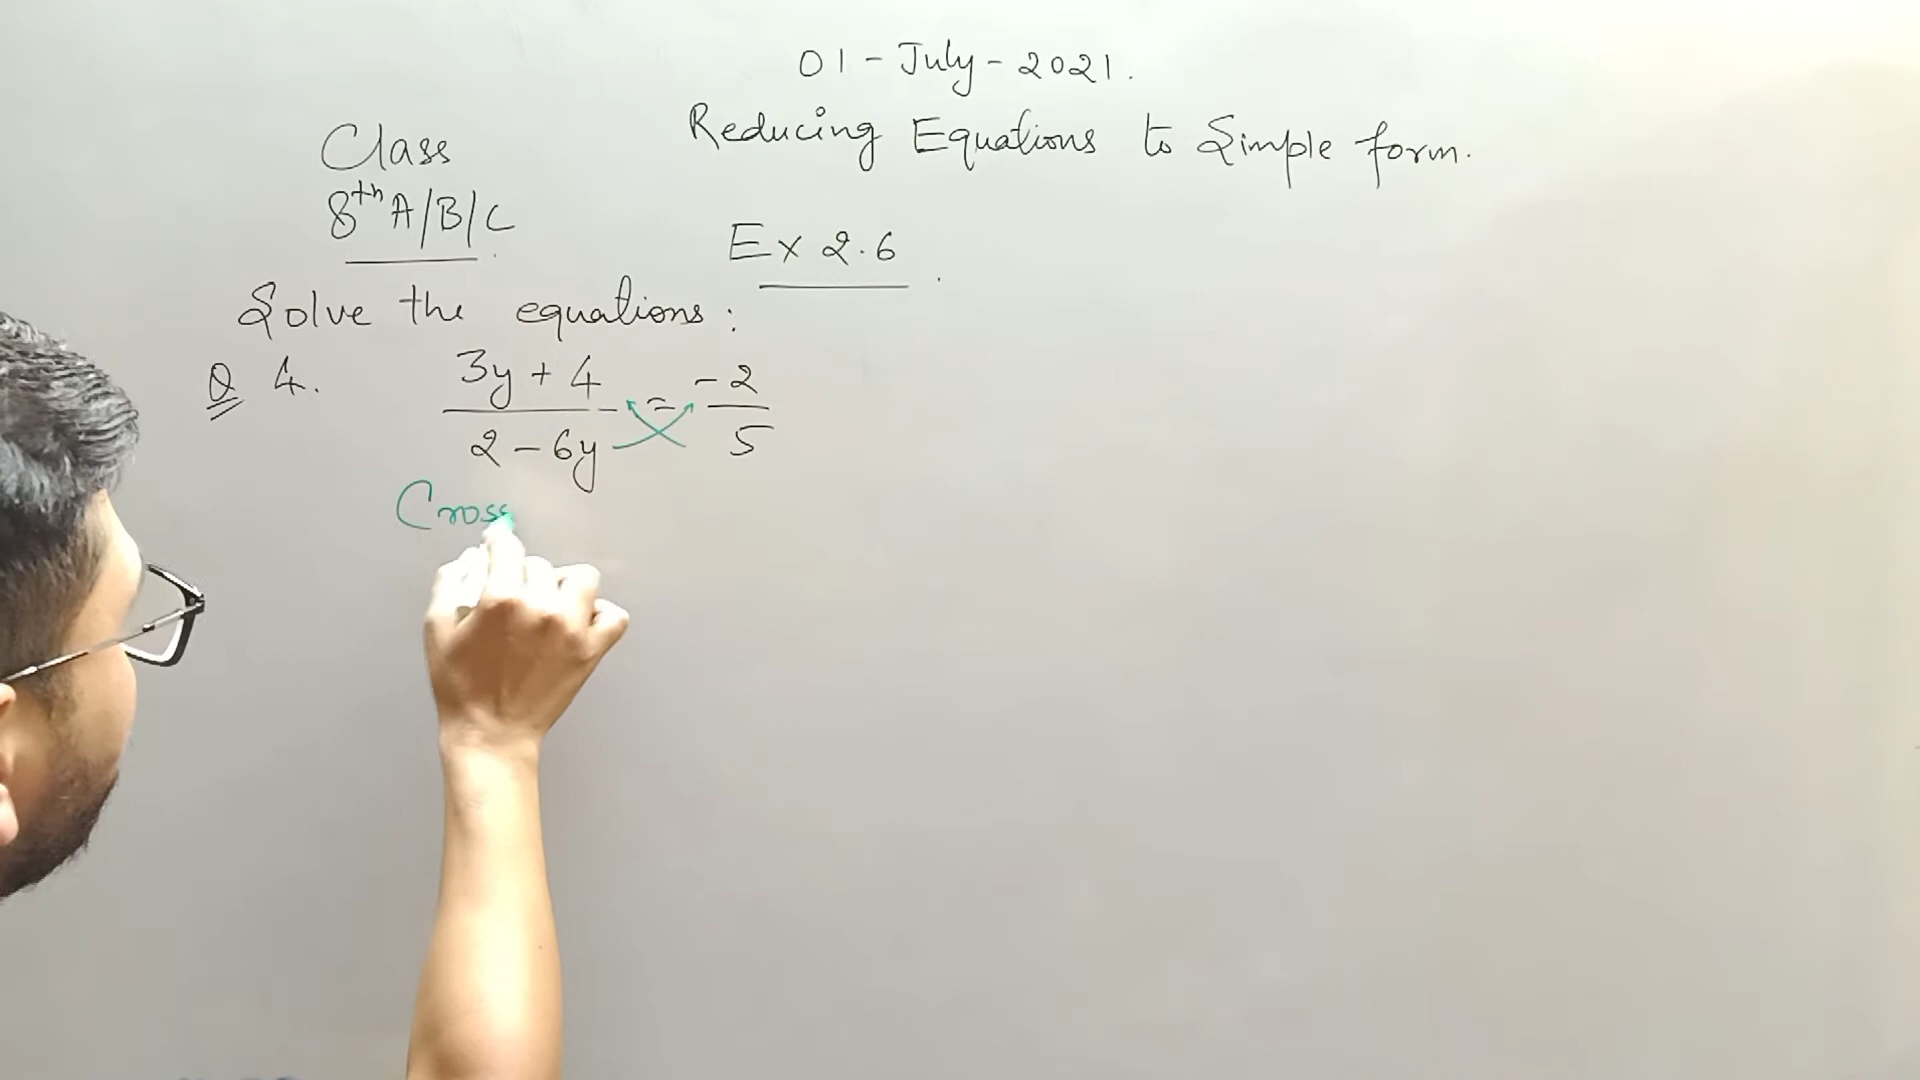 01-July-2021.
Reducing Equations to Simple form.
Class
8th A/B/C
Ex 2.6
Solve the equations:
Q 4. 3y + 4 / 2 - 6y = -2 / 5
Cross